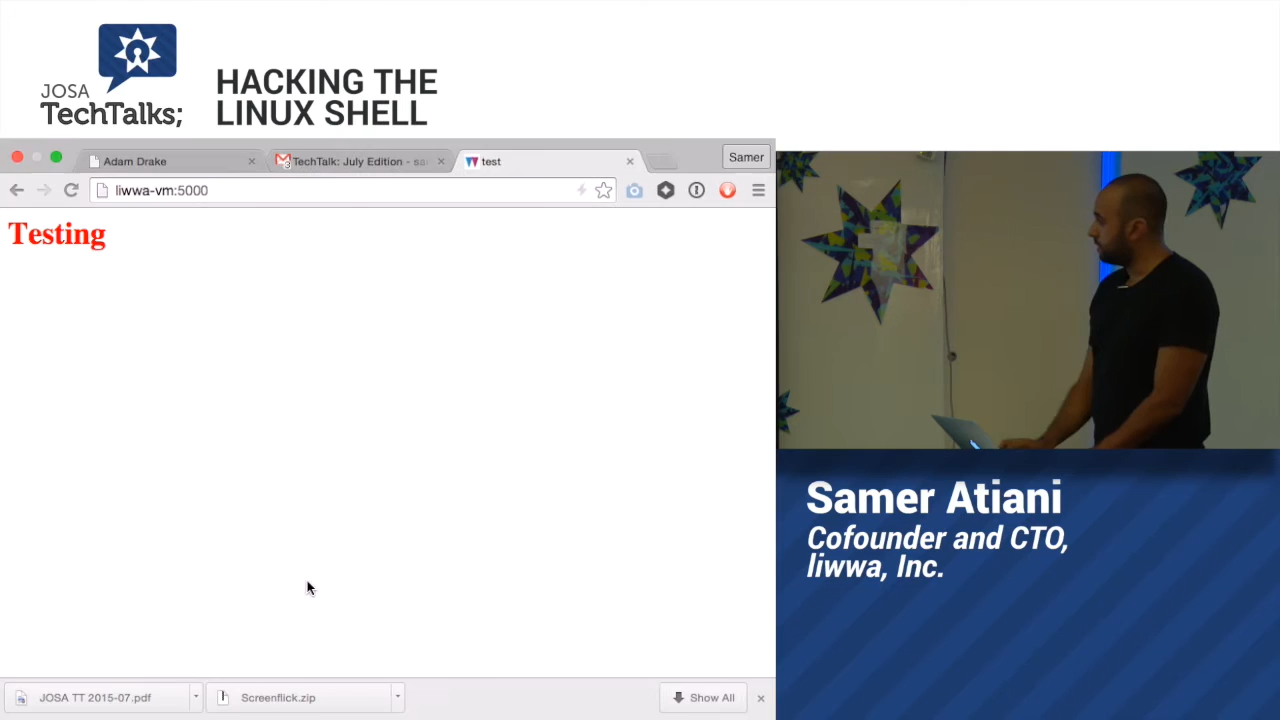 JOSA
TechTalks;
HACKING THE
LINUX SHELL
Adam Drake
TechTalk: July Edition - sa
test
Samer
liwwa-vm:5000
Testing
Samer Atiani
Cofounder and CTO,
liwwa, Inc.
JOSA TT 2015-07.pdf
Screenflick.zip
Show All